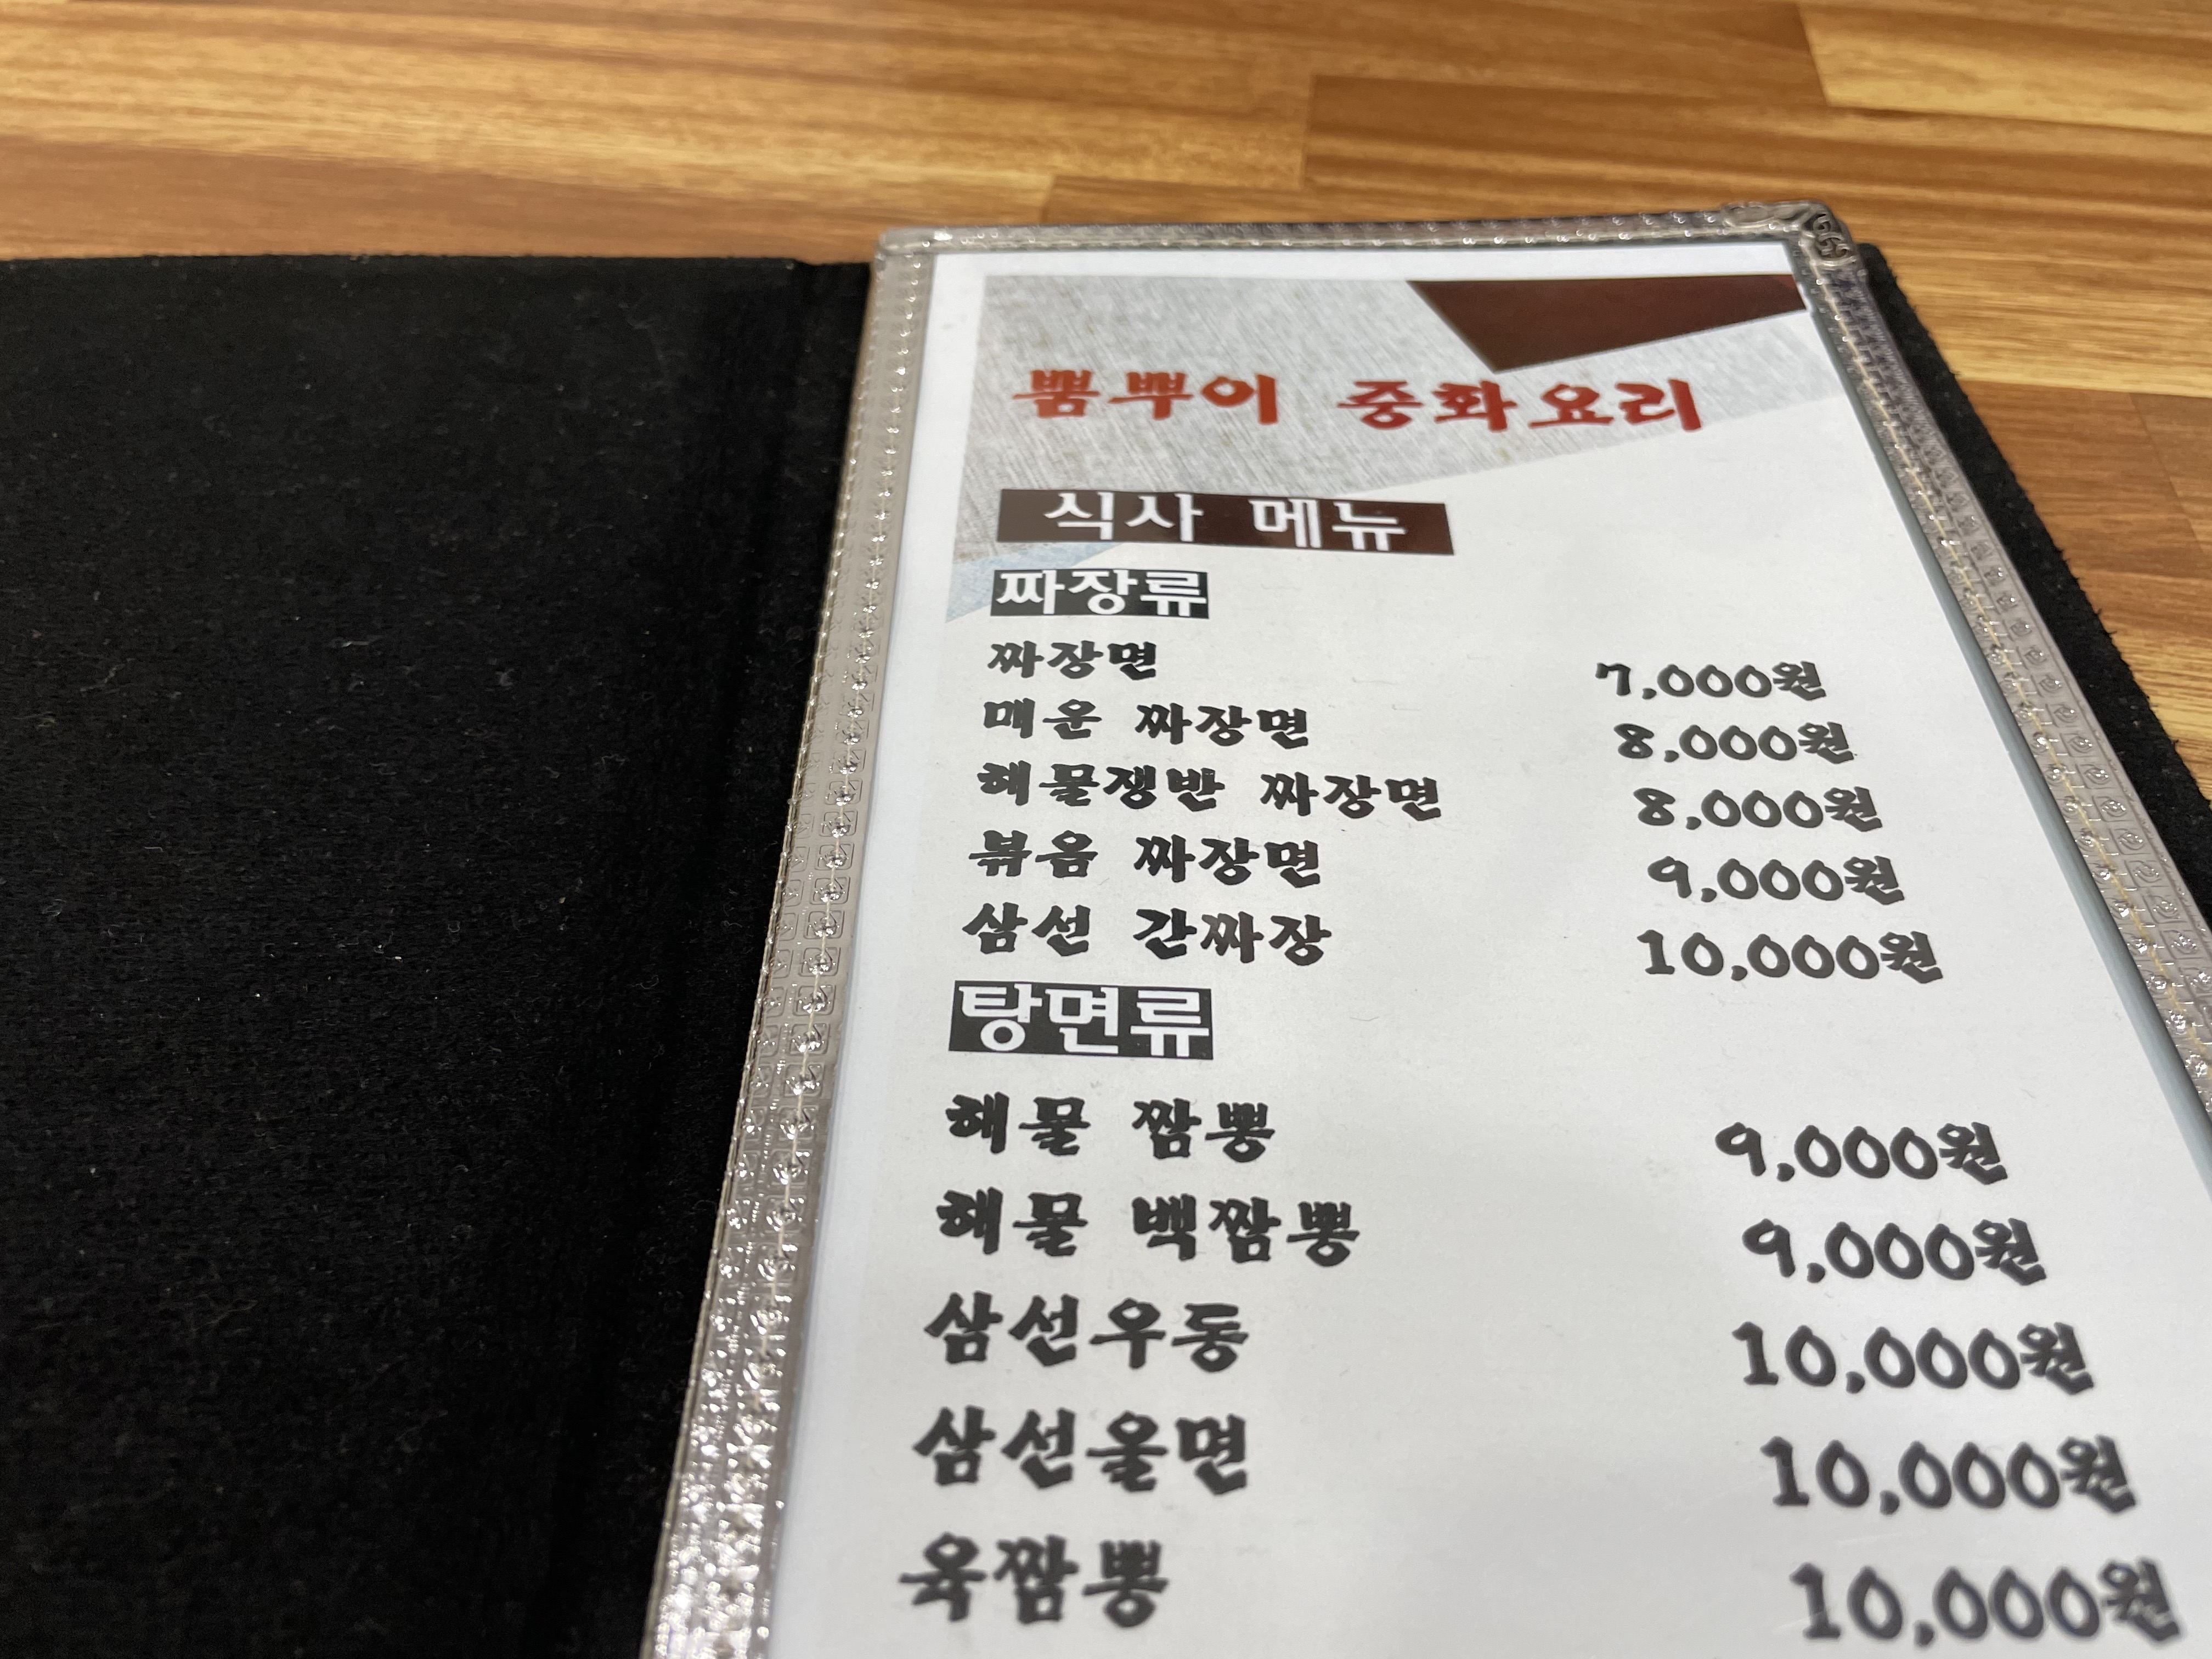 뿜뿌이 중화요리
식사 메뉴
짜장류
짜장면 7,000원
매운 짜장면 8,000원
해물쟁반 짜장면 8,000원
볶음 짜장면 9,000원
삼선 간짜장 10,000원
탕면류
해물 짬뽕 9,000원
해물 백짬뽕 9,000원
삼선우동 10,000원
삼선울면 10,000원
육짬뽕 10,000원